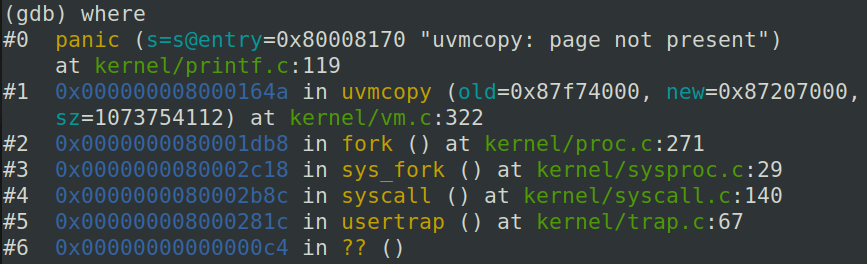 (gdb) where
#0  panic (s=s@entry=0x80008170 "uvmcopy: page not present")
    at kernel/printf.c:119
#1  0x000000008000164a in uvmcopy (old=0x87f74000, new=0x87207000,
sz=1073754112) at kernel/vm.c:322
#2  0x0000000080001db8 in fork () at kernel/proc.c:271
#3  0x0000000080002c18 in sys_fork () at kernel/sysproc.c:29
#4  0x0000000080002b8c in syscall () at kernel/syscall.c:140
#5  0x000000008000281c in usertrap () at kernel/trap.c:67
#6  0x00000000000000c4 in ?? ()